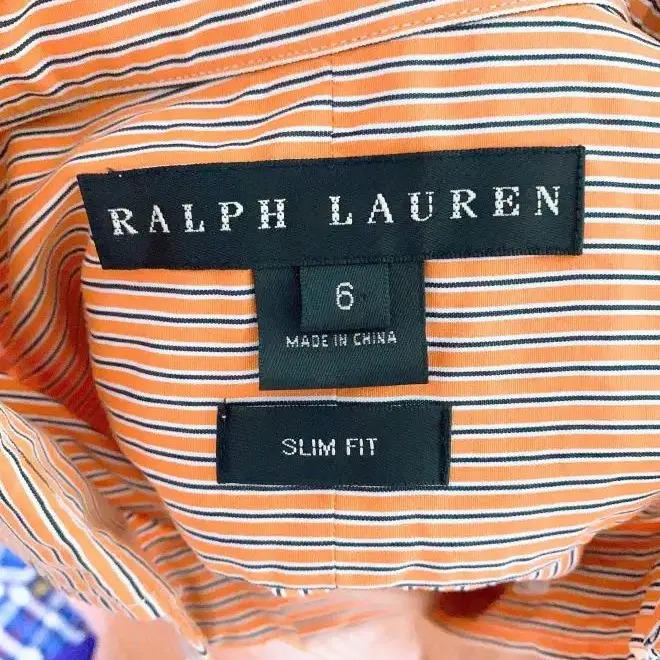 RALPH LAUREN
6
MADE IN CHINA
SLIM FIT